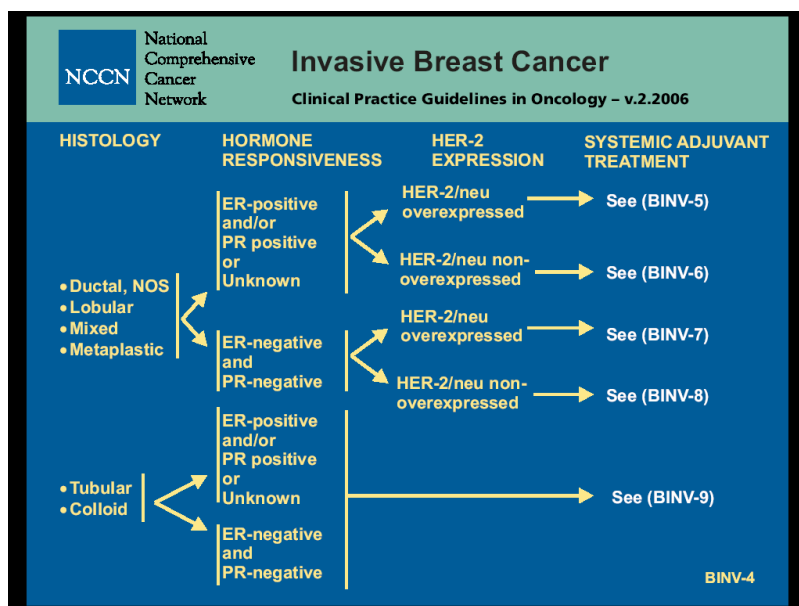 NCCN
National
Comprehensive
Cancer
Network
Invasive Breast Cancer
Clinical Practice Guidelines in Oncology – v.2.2006
HISTOLOGY
HORMONE
RESPONSIVENESS
HER-2
EXPRESSION
SYSTEMIC ADJUVANT
TREATMENT
• Ductal, NOS
• Lobular
• Mixed
• Metaplastic
ER-positive
and/or
PR positive
or
Unknown
HER-2/neu
overexpressed
See (BINV-5)
HER-2/neu non-
overexpressed
See (BINV-6)
ER-negative
and
PR-negative
HER-2/neu
overexpressed
See (BINV-7)
HER-2/neu non-
overexpressed
See (BINV-8)
• Tubular
• Colloid
ER-positive
and/or
PR positive
or
Unknown
ER-negative
and
PR-negative
See (BINV-9)
BINV-4